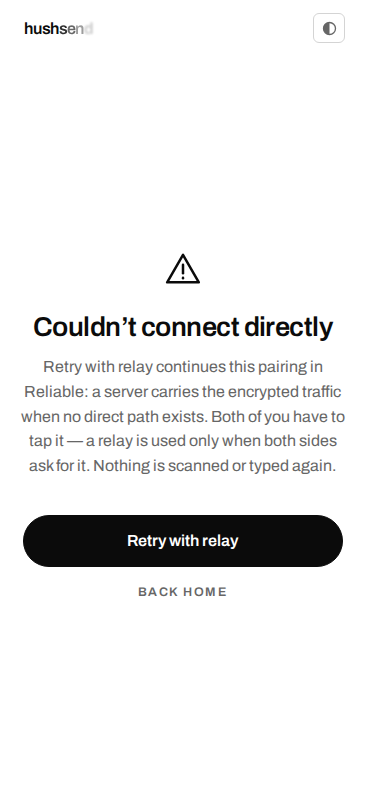 hushsend
Couldn’t connect directly
Retry with relay continues this pairing in
Reliable: a server carries the encrypted traffic
when no direct path exists. Both of you have to
tap it — a relay is used only when both sides
ask for it. Nothing is scanned or typed again.
Retry with relay
BACK HOME